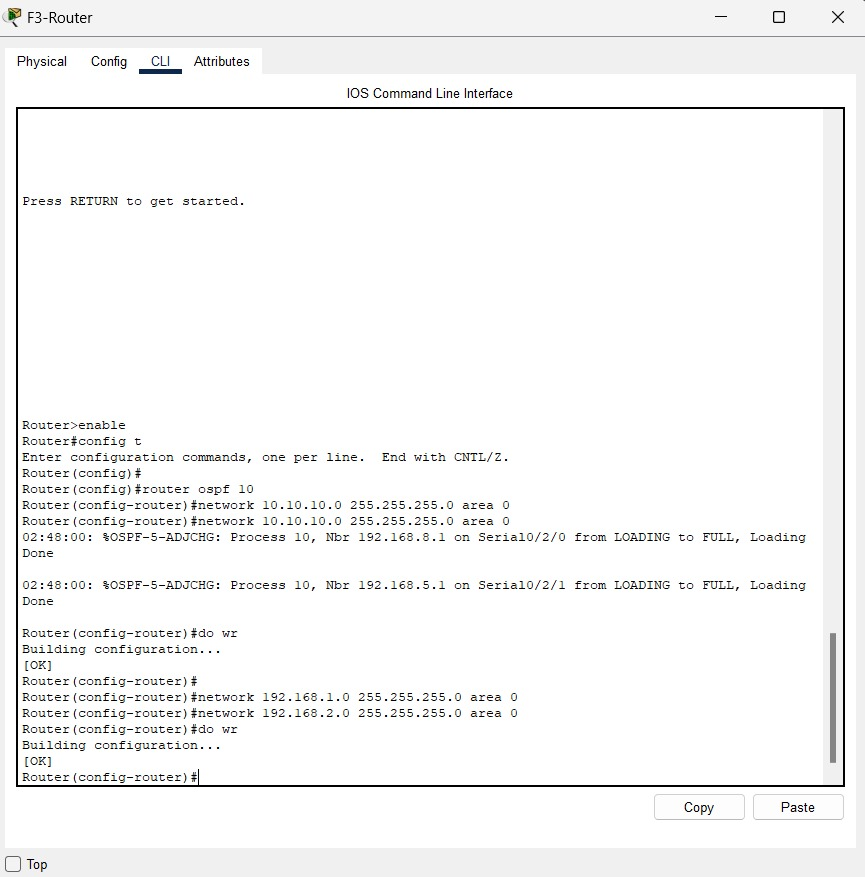 F3-Router
Physical Config CLI Attributes
IOS Command Line Interface
Press RETURN to get started.
Router>enable
Router#config t
Enter configuration commands, one per line.  End with CNTL/Z.
Router(config)#
Router(config)#router ospf 10
Router(config-router)#network 10.10.10.0 255.255.255.0 area 0
Router(config-router)#network 10.10.10.0 255.255.255.0 area 0
02:48:00: %OSPF-5-ADJCHG: Process 10, Nbr 192.168.8.1 on Serial0/2/0 from LOADING to FULL, Loading
Done
02:48:00: %OSPF-5-ADJCHG: Process 10, Nbr 192.168.5.1 on Serial0/2/1 from LOADING to FULL, Loading
Done
Router(config-router)#do wr
Building configuration...
[OK]
Router(config-router)#
Router(config-router)#network 192.168.1.0 255.255.255.0 area 0
Router(config-router)#network 192.168.2.0 255.255.255.0 area 0
Router(config-router)#do wr
Building configuration...
[OK]
Router(config-router)#
Copy Paste
Top